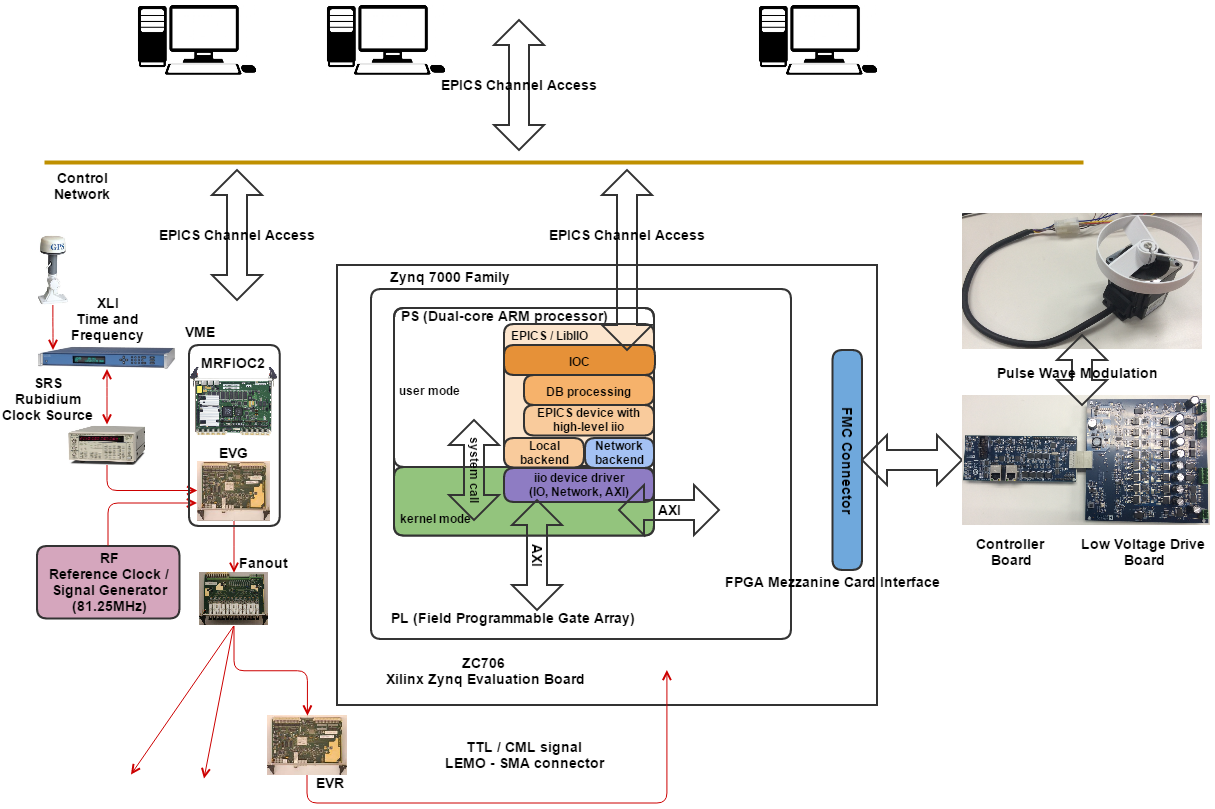 EPICS Channel Access
Control
Network
EPICS Channel Access
EPICS Channel Access
GPS
XLI
Time and
Frequency
SRS
Rubidium
Clock Source
VME
MRFIOC2
EVG
RF
Reference Clock /
Signal Generator
(81.25MHz)
Fanout
EVR
Zynq 7000 Family
PS (Dual-core ARM processor)
EPICS / LibIIO
IOC
user mode
DB processing
EPICS device with
high-level iio
Local
backend
Network
backend
system call
iio device driver
(IO, Network, AXI)
kernel mode
AXI
AXI
PL (Field Programmable Gate Array)
ZC706
Xilinx Zynq Evaluation Board
FMC Connector
FPGA Mezzanine Card Interface
TTL / CML signal
LEMO - SMA connector
Pulse Wave Modulation
Controller
Board
Low Voltage Drive
Board